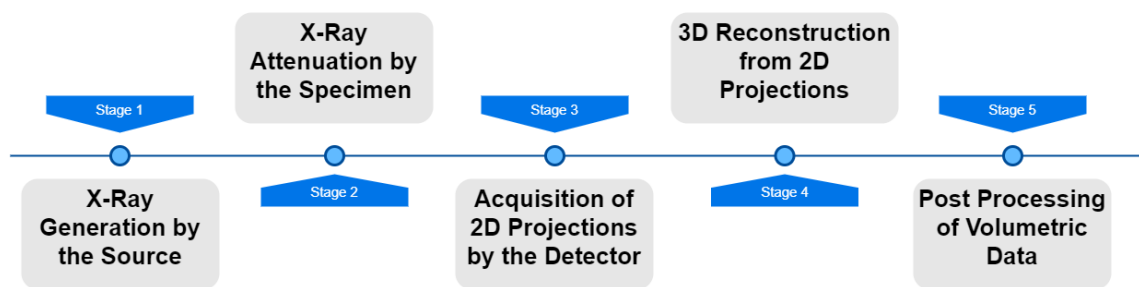 Stage 1
X-Ray
Generation by
the Source
X-Ray
Attenuation by
the Specimen
Stage 2
Stage 3
Acquisition of
2D Projections
by the Detector
3D Reconstruction
from 2D
Projections
Stage 4
Stage 5
Post Processing
of Volumetric
Data